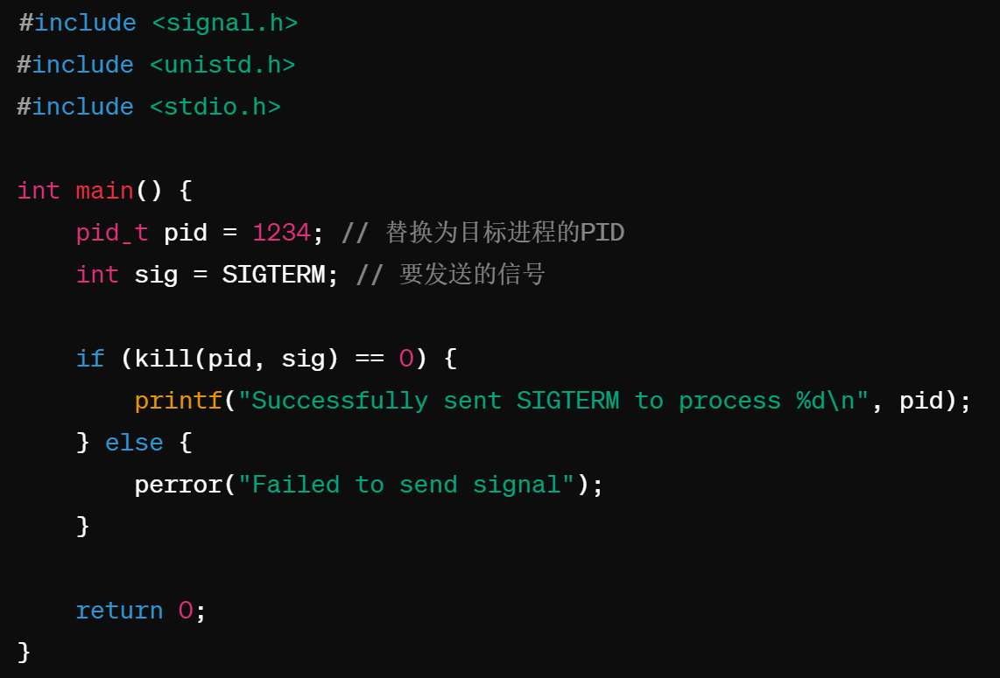 #include <signal.h>
#include <unistd.h>
#include <stdio.h>
int main() {
    pid_t pid = 1234; // 替换为目标进程的PID
    int sig = SIGTERM; // 要发送的信号
    if (kill(pid, sig) == 0) {
        printf("Successfully sent SIGTERM to process %d\n", pid);
    } else {
        perror("Failed to send signal");
    }
    return 0;
}